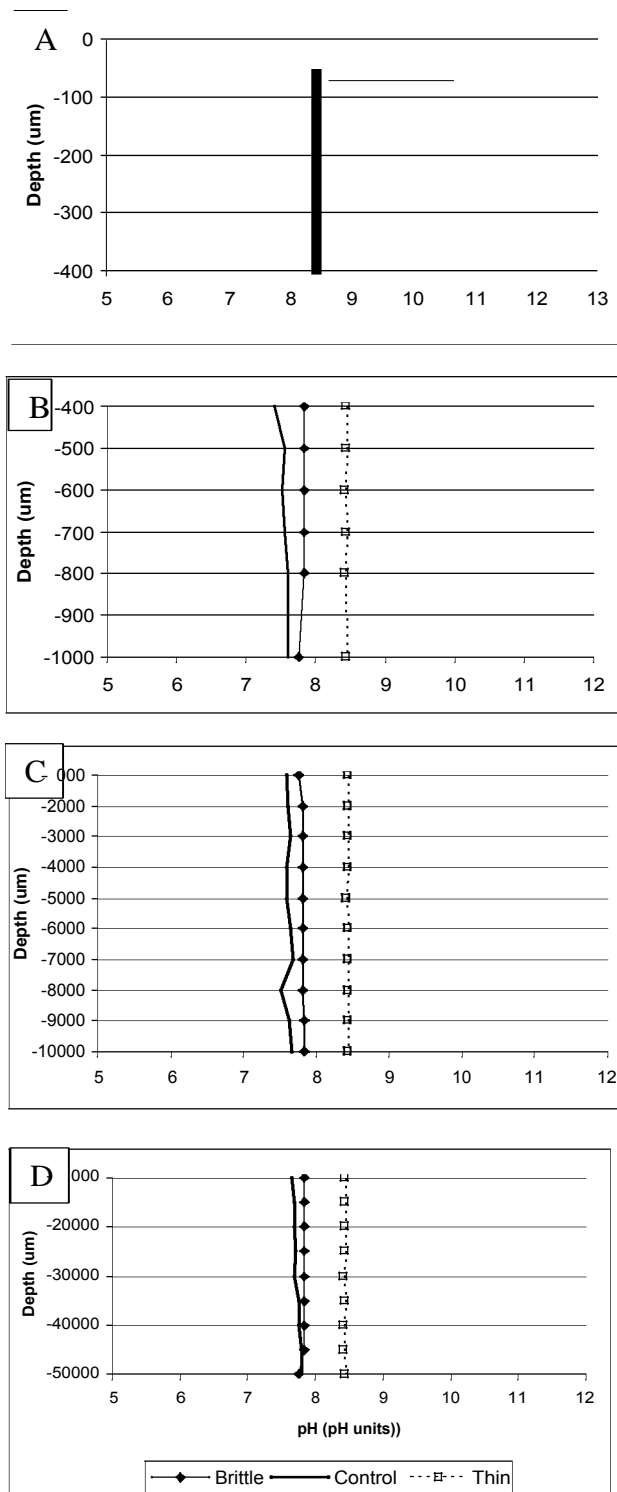 A
0
-100
-200
-300
-400
Depth (um)
5 6 7 8 9 10 11 12 13
B
-400
-500
-600
-700
-800
-900
-1000
Depth (um)
5 6 7 8 9 10 11 12
C
- 000
-2000
-3000
-4000
-5000
-6000
-7000
-8000
-9000
-10000
Depth (um)
5 6 7 8 9 10 11 12
D
- 000
-20000
-30000
-40000
-50000
Depth (um)
5 6 7 8 9 10 11 12
pH (pH units))
Brittle Control Thin